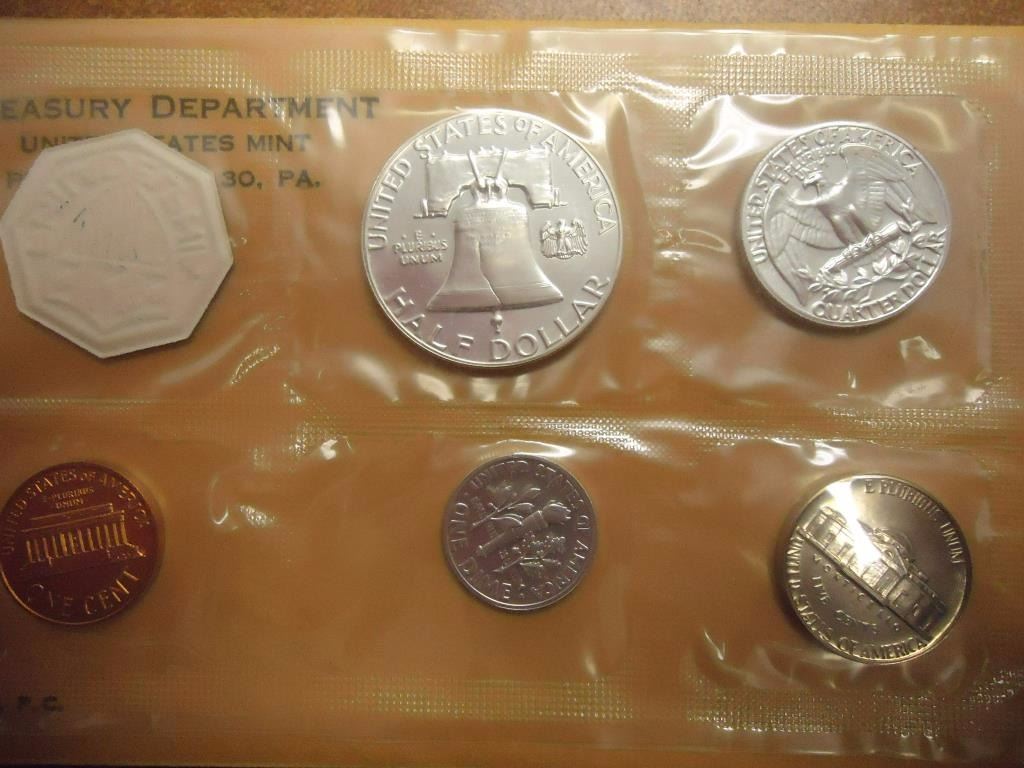 EASURY DEPARTMENT
UNIT STATES MINT
P 30, PA.
UNITED STATES OF AMERICA
E
PLURIBUS
UNUM
HALF DOLLAR
UNITED STATES OF AMERICA
QUARTER DOLLAR
UNITED STATES OF AMERICA
E PLURIBUS
UNUM
ONE CENT
UNITED STATES OF AMERICA
ONE DIME
E PLURIBUS UNUM
MONTICELLO
FIVE CENTS
UNITED STATES OF AMERICA
P. C.